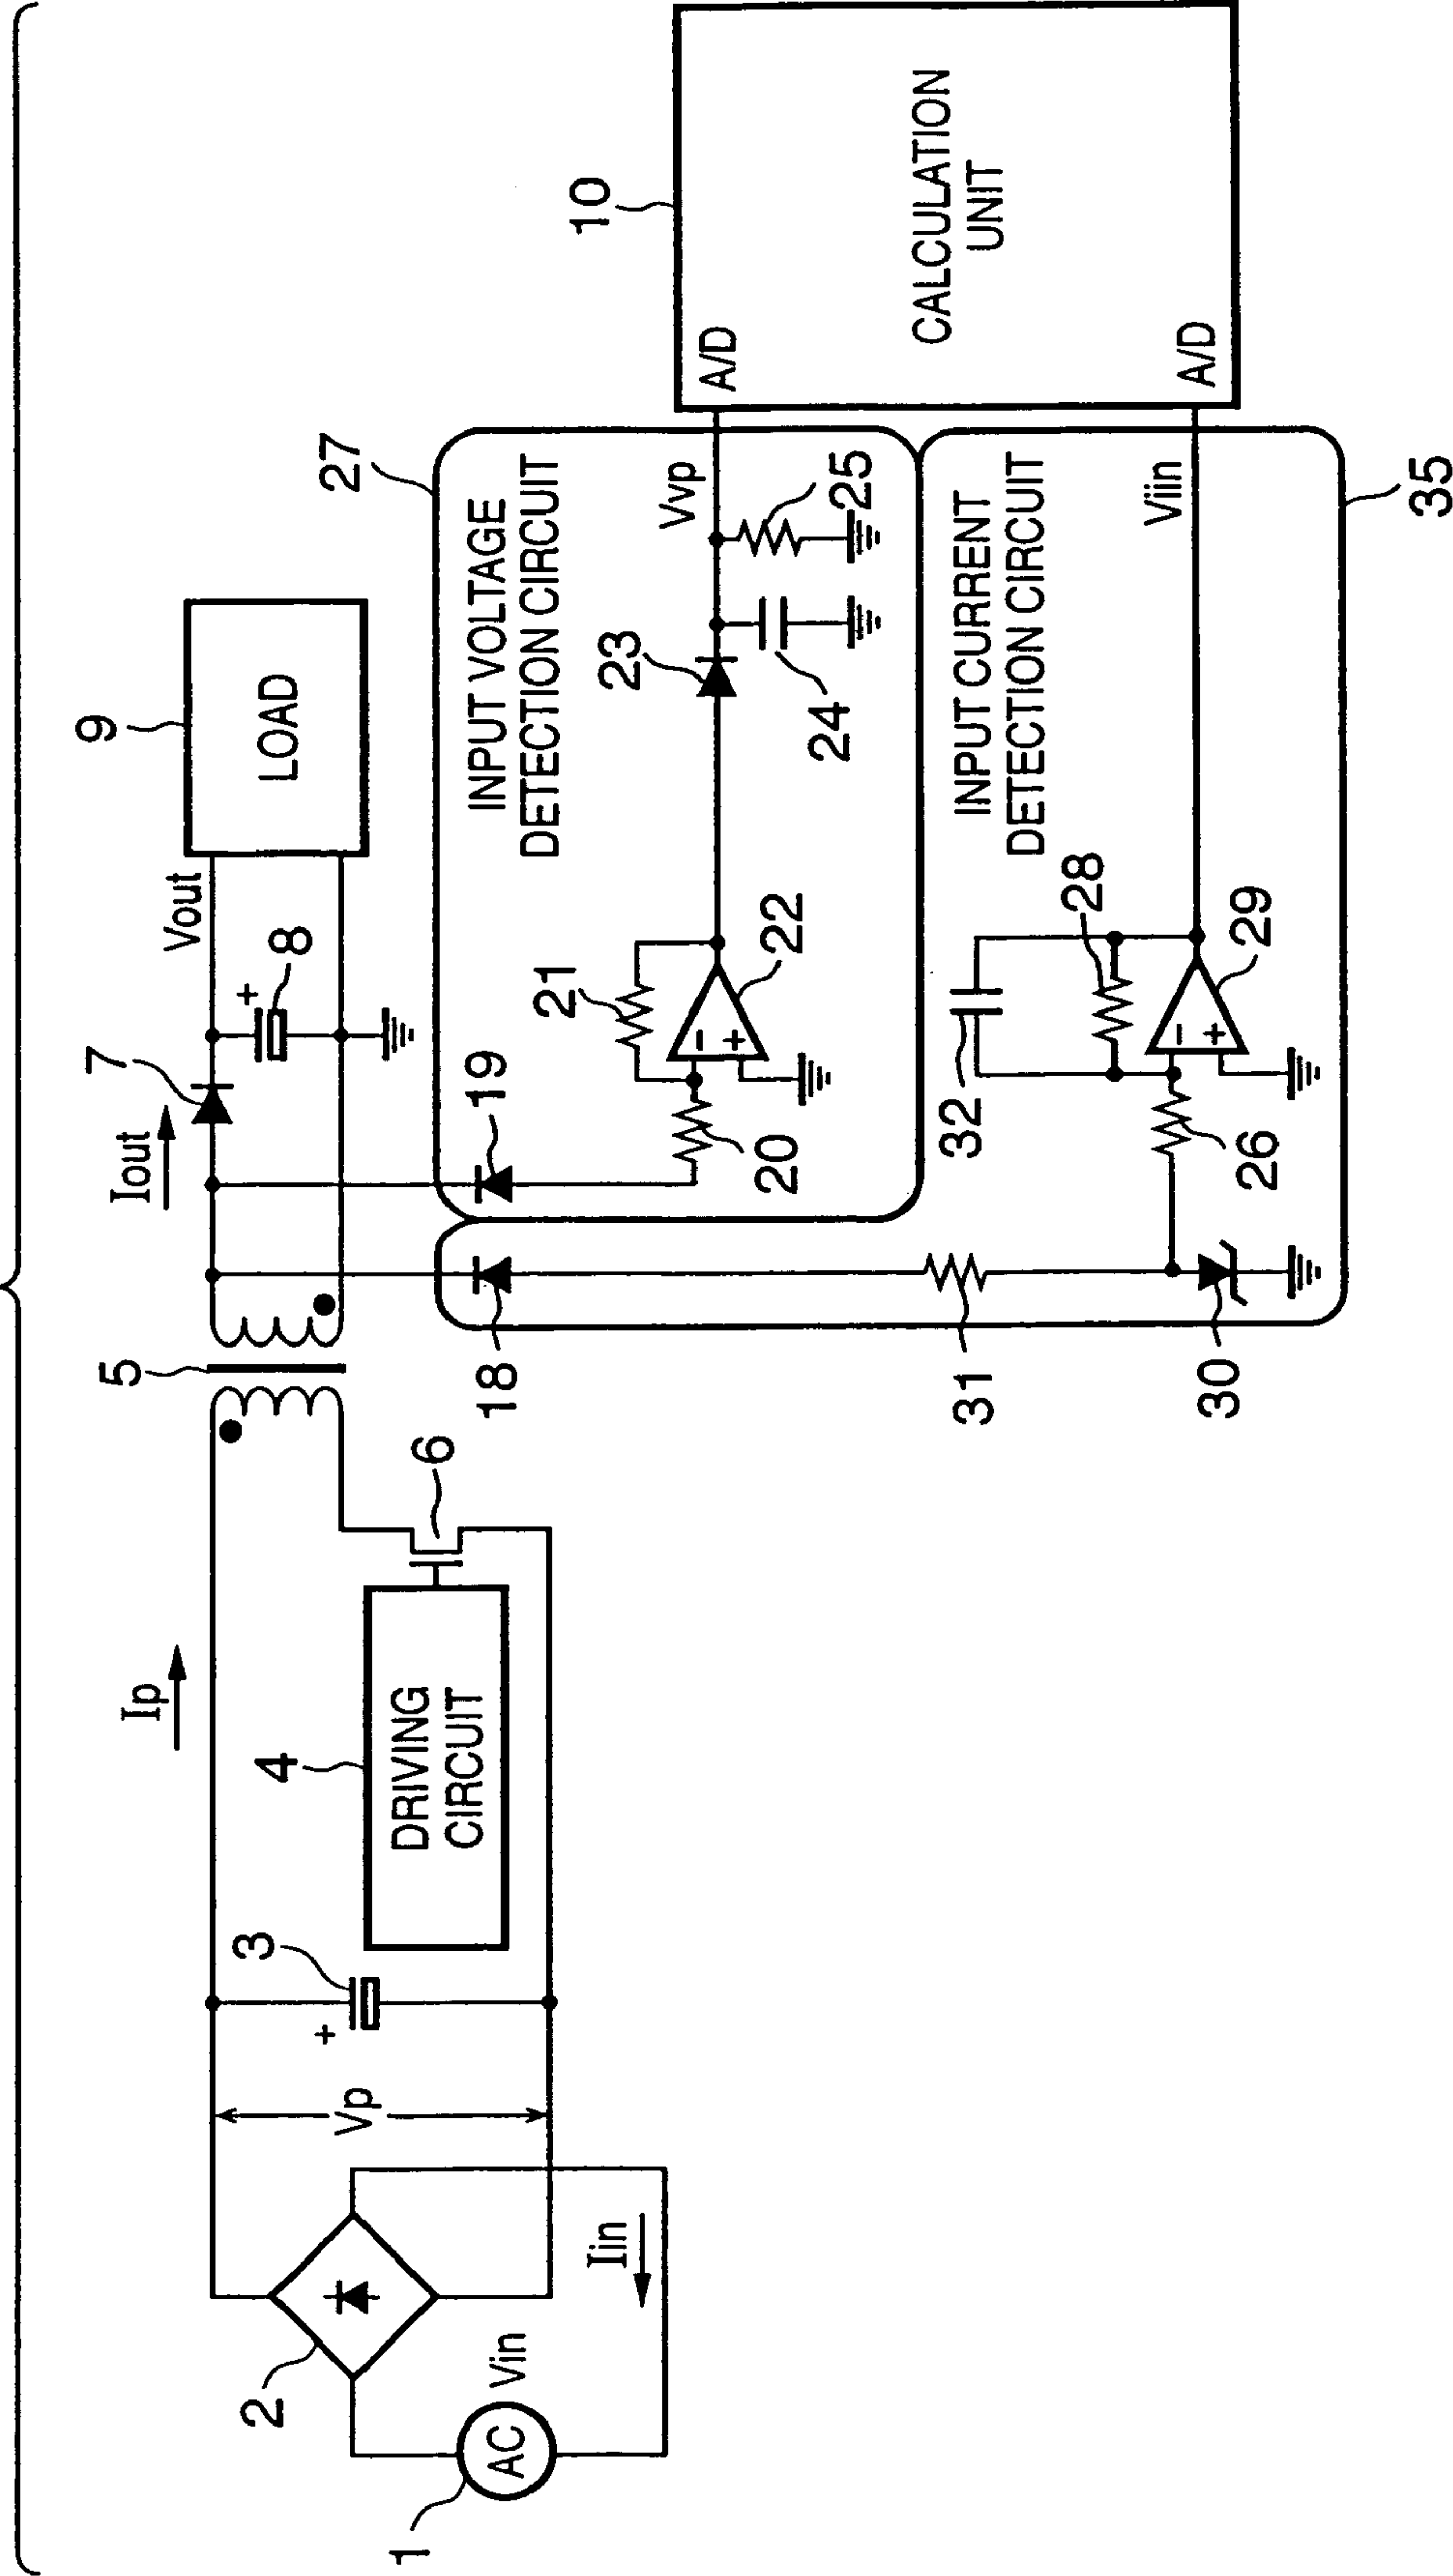 1
AC
Vin
Iin
2
Vp
+
3
4
DRIVING
CIRCUIT
Ip
6
5
Iout
7
+
8
Vout
9
LOAD
27
INPUT VOLTAGE
DETECTION CIRCUIT
19
20
21
-
+
22
23
24
25
Vvp
18
31
30
26
32
28
-
+
29
INPUT CURRENT
DETECTION CIRCUIT
Viin
35
10
A/D
A/D
CALCULATION
UNIT